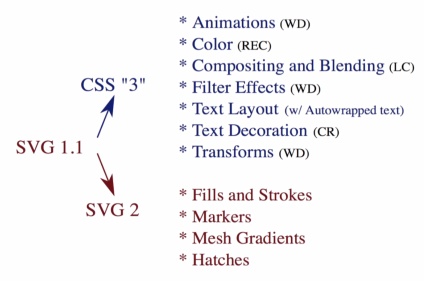 * Animations (WD)
* Color (REC)
* Compositing and Blending (LC)
CSS "3"
* Filter Effects (WD)
* Text Layout (w/ Autowrapped text)
* Text Decoration (CR)
SVG 1.1
* Transforms (WD)
SVG 2
* Fills and Strokes
* Markers
* Mesh Gradients
* Hatches